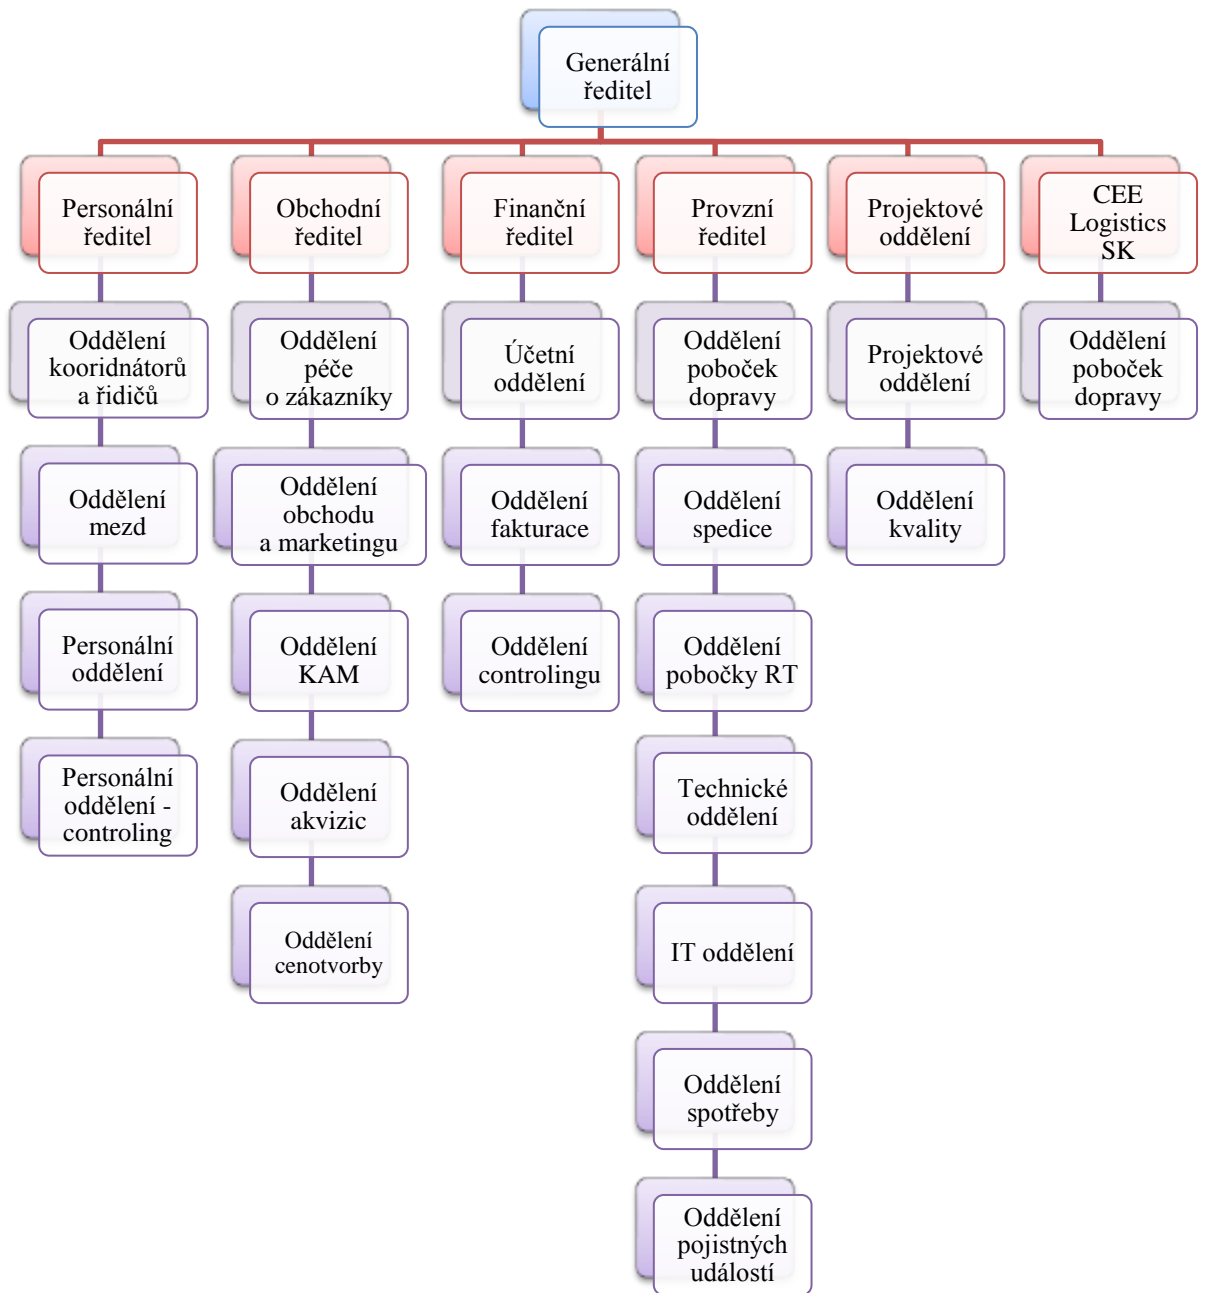 Generální
ředitel
Personální
ředitel
Obchodní
ředitel
Finanční
ředitel
Provzní
ředitel
Projektové
oddělení
CEE
Logistics
SK
Oddělení
kooridnátorů
a řidičů
Oddělení
péče
o zákazníky
Účetní
oddělení
Oddělení
poboček
dopravy
Projektové
oddělení
Oddělení
poboček
dopravy
Oddělení
mezd
Oddělení
obchodu
a marketingu
Oddělení
fakturace
Oddělení
spedice
Oddělení
kvality
Personální
oddělení
Oddělení
KAM
Oddělení
controlingu
Oddělení
pobočky RT
Personální
oddělení -
controling
Oddělení
akvizic
Technické
oddělení
Oddělení
cenotvorby
IT oddělení
Oddělení
spotřeby
Oddělení
pojistných
událostí